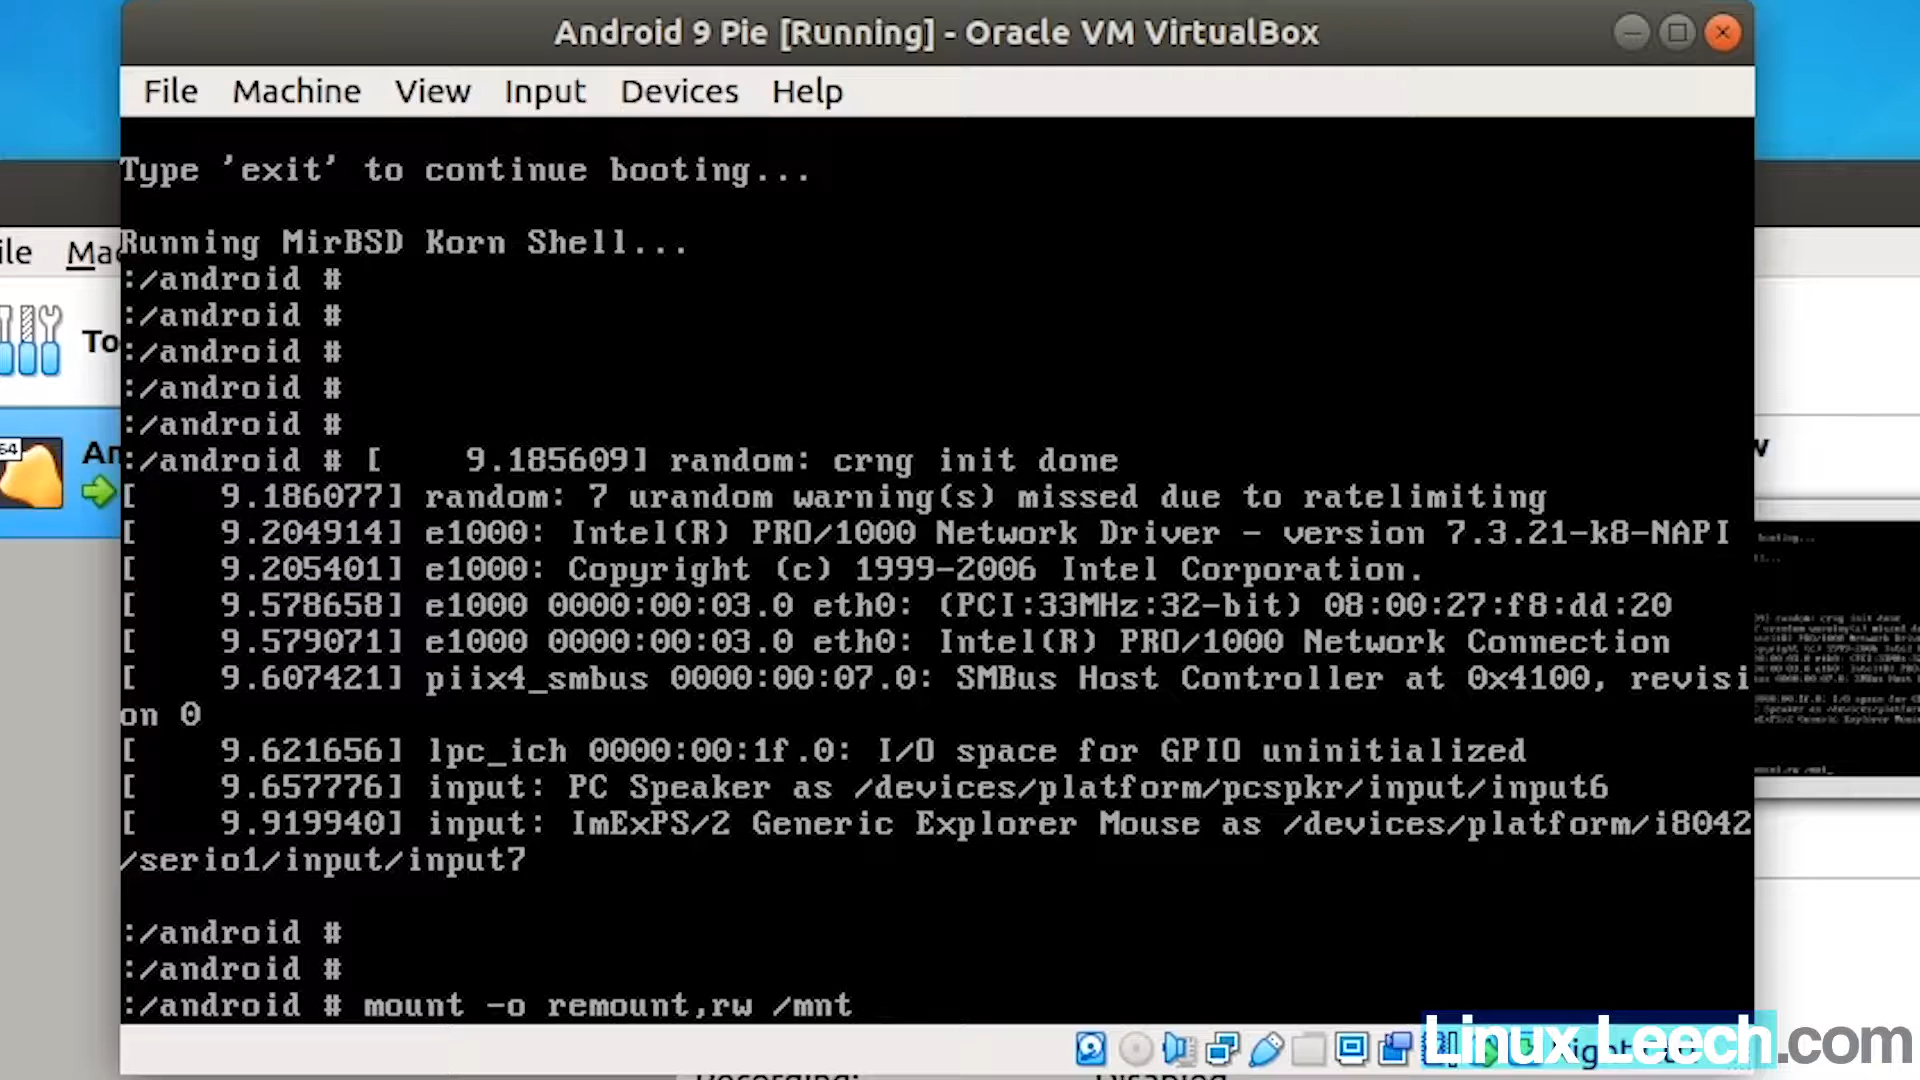 Android 9 Pie [Running] - Oracle VM VirtualBox
File Machine View Input Devices Help
Type 'exit' to continue booting...
Running MirBSD Korn Shell...
:/android #
:/android #
:/android #
:/android #
:/android #
:/android # [    9.185609] random: crng init done
[    9.186077] random: 7 urandom warning(s) missed due to ratelimiting
[    9.204914] e1000: Intel(R) PRO/1000 Network Driver - version 7.3.21-k8-NAPI
[    9.205401] e1000: Copyright (c) 1999-2006 Intel Corporation.
[    9.578658] e1000 0000:00:03.0 eth0: (PCI:33MHz:32-bit) 08:00:27:f8:dd:20
[    9.579071] e1000 0000:00:03.0 eth0: Intel(R) PRO/1000 Network Connection
[    9.607421] piix4_smbus 0000:00:07.0: SMBus Host Controller at 0x4100, revisi
on 0
[    9.621656] lpc_ich 0000:00:1f.0: I/O space for GPIO uninitialized
[    9.657776] input: PC Speaker as /devices/platform/pcspkr/input/input6
[    9.919940] input: ImExPS/2 Generic Explorer Mouse as /devices/platform/i8042
/serio1/input/input7
:/android #
:/android #
:/android # mount -o remount,rw /mnt
ile Mac
To
64
An
Linux Leech.com